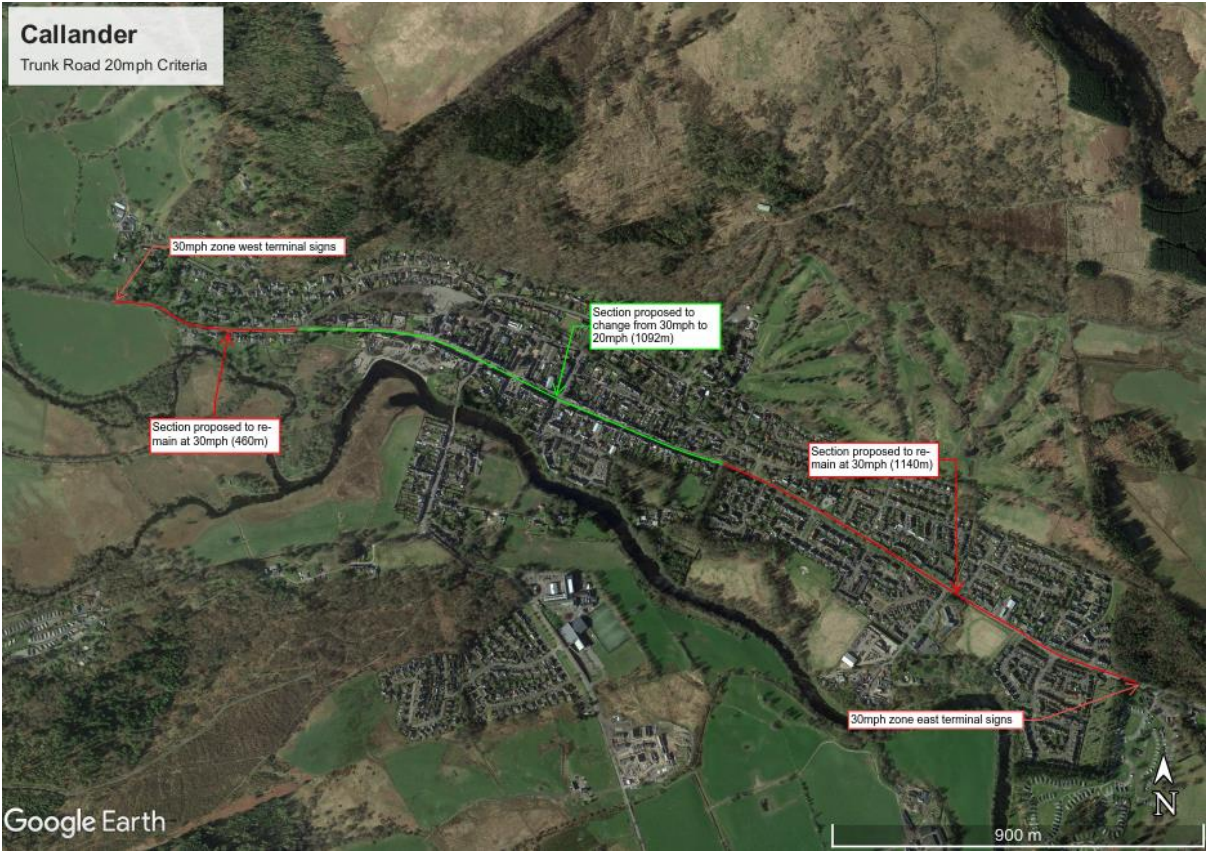 Callander
Trunk Road 20mph Criteria
30mph zone west terminal signs
Section proposed to
change from 30mph to
20mph (1092m)
Section proposed to re-
main at 30mph (460m)
Section proposed to re-
main at 30mph (1140m)
30mph zone east terminal signs
N
Google Earth
900 m